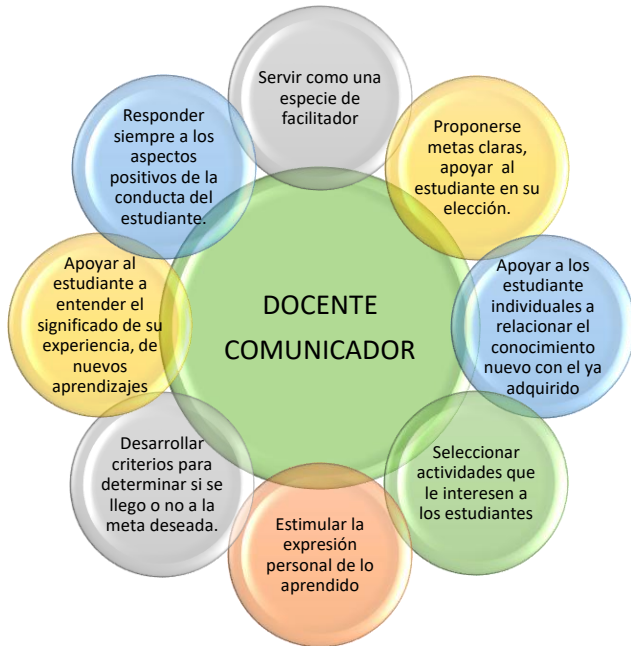 Servir como una
especie de
facilitador
Proponerse
metas claras,
apoyar al
estudiante en su
elección.
Apoyar a los
estudiante
individuales a
relacionar el
conocimiento
nuevo con el ya
adquirido
Seleccionar
actividades que
le interesen a
los estudiantes
Estimular la
expresión
personal de lo
aprendido
Desarrollar
criterios para
determinar si se
llego o no a la
meta deseada.
Apoyar al
estudiante a
entender el
significado de su
experiencia, de
nuevos
aprendizajes
Responder
siempre a los
aspectos
positivos de la
conducta del
estudiante.
DOCENTE
COMUNICADOR